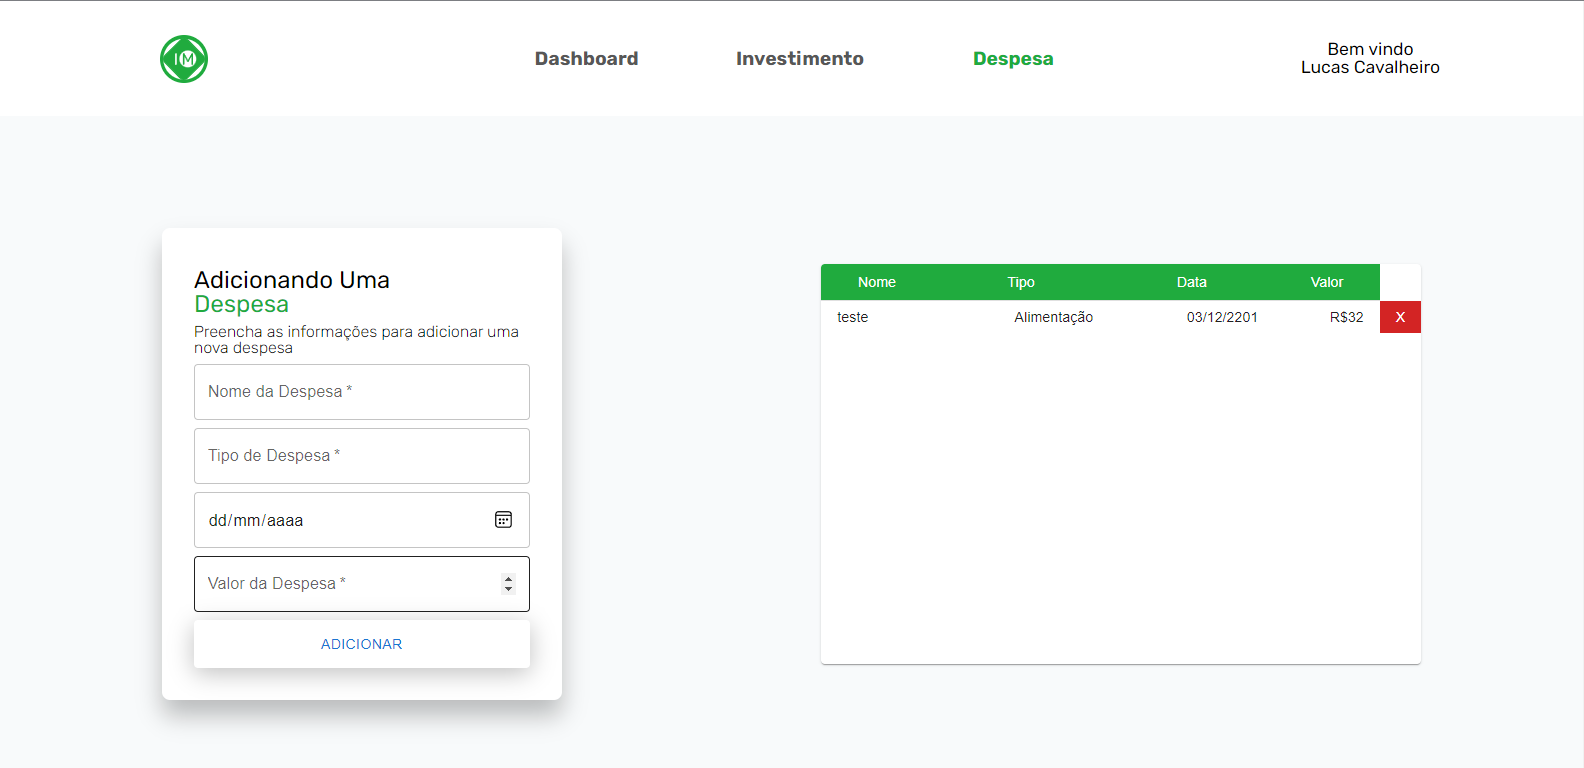 IM
Dashboard
Investimento
Despesa
Bem vindo
Lucas Cavalheiro
Adicionando Uma
Despesa
Preencha as informações para adicionar uma
nova despesa
Nome da Despesa *
Tipo de Despesa *
dd/mm/aaaa
Valor da Despesa *
ADICIONAR
Nome Tipo Data Valor
teste Alimentação 03/12/2201 R$32 X